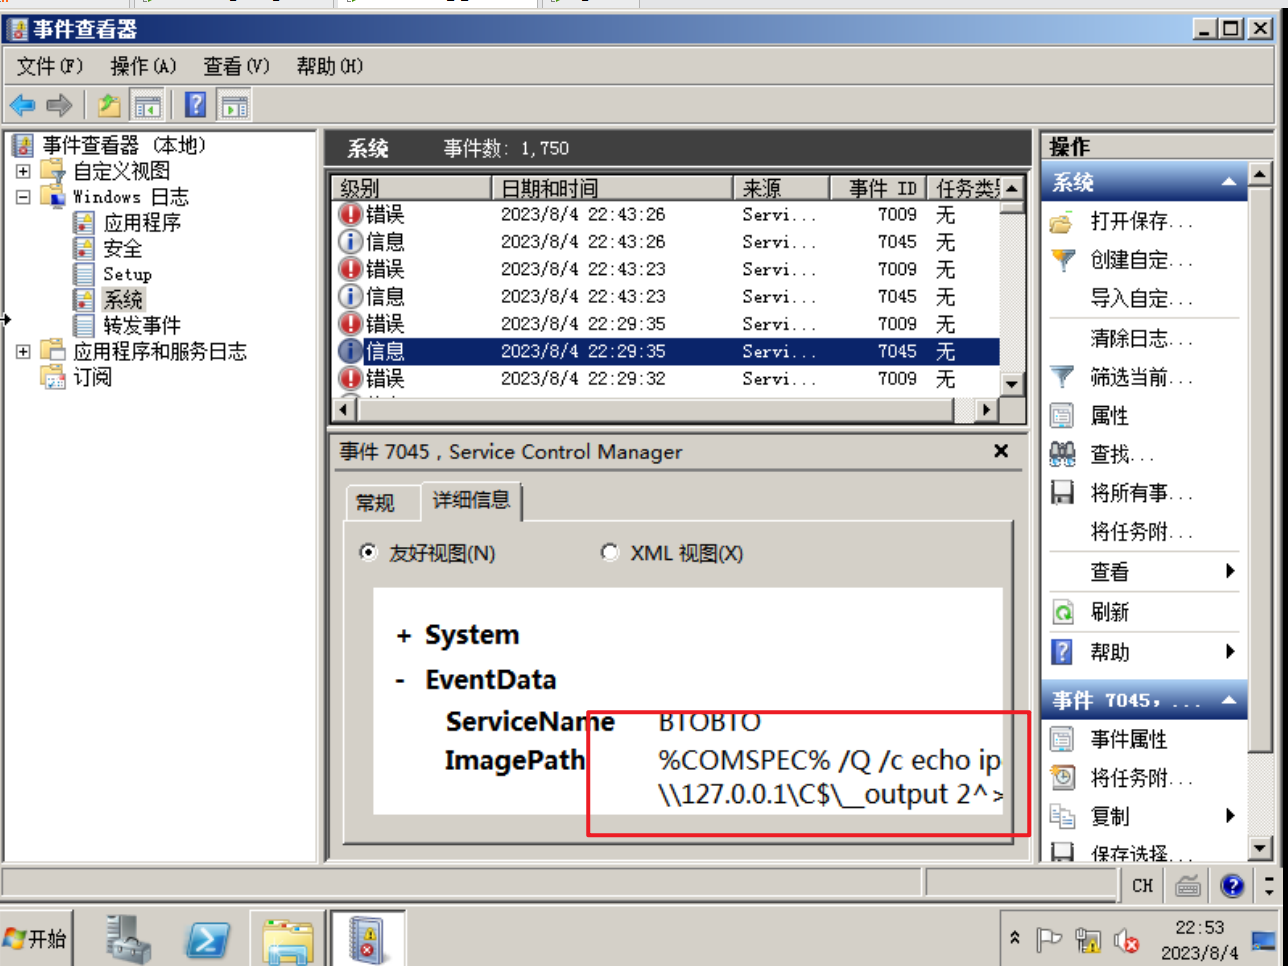 事件查看器
文件(F) 操作(A) 查看(V) 帮助(H)
事件查看器 (本地)
自定义视图
Windows 日志
应用程序
安全
Setup
系统
转发事件
应用程序和服务日志
订阅
系统 事件数: 1,750
级别 日期和时间 来源 事件 ID 任务类别
错误 2023/8/4 22:43:26 Servi... 7009 无
信息 2023/8/4 22:43:26 Servi... 7045 无
错误 2023/8/4 22:43:23 Servi... 7009 无
信息 2023/8/4 22:43:23 Servi... 7045 无
错误 2023/8/4 22:29:35 Servi... 7009 无
信息 2023/8/4 22:29:35 Servi... 7045 无
错误 2023/8/4 22:29:32 Servi... 7009 无
事件 7045，Service Control Manager
常规 详细信息
友好视图(N) XML 视图(X)
+ System
- EventData
ServiceName BTOBTO
ImagePath %COMSPEC% /Q /c echo ip
\\127.0.0.1\C$\__output 2^>
操作
系统
打开保存...
创建自定...
导入自定...
清除日志...
筛选当前...
属性
查找...
将所有事...
将任务附...
查看
刷新
帮助
事件 7045，...
事件属性
将任务附...
复制
保存选择...
CH
开始
22:53
2023/8/4